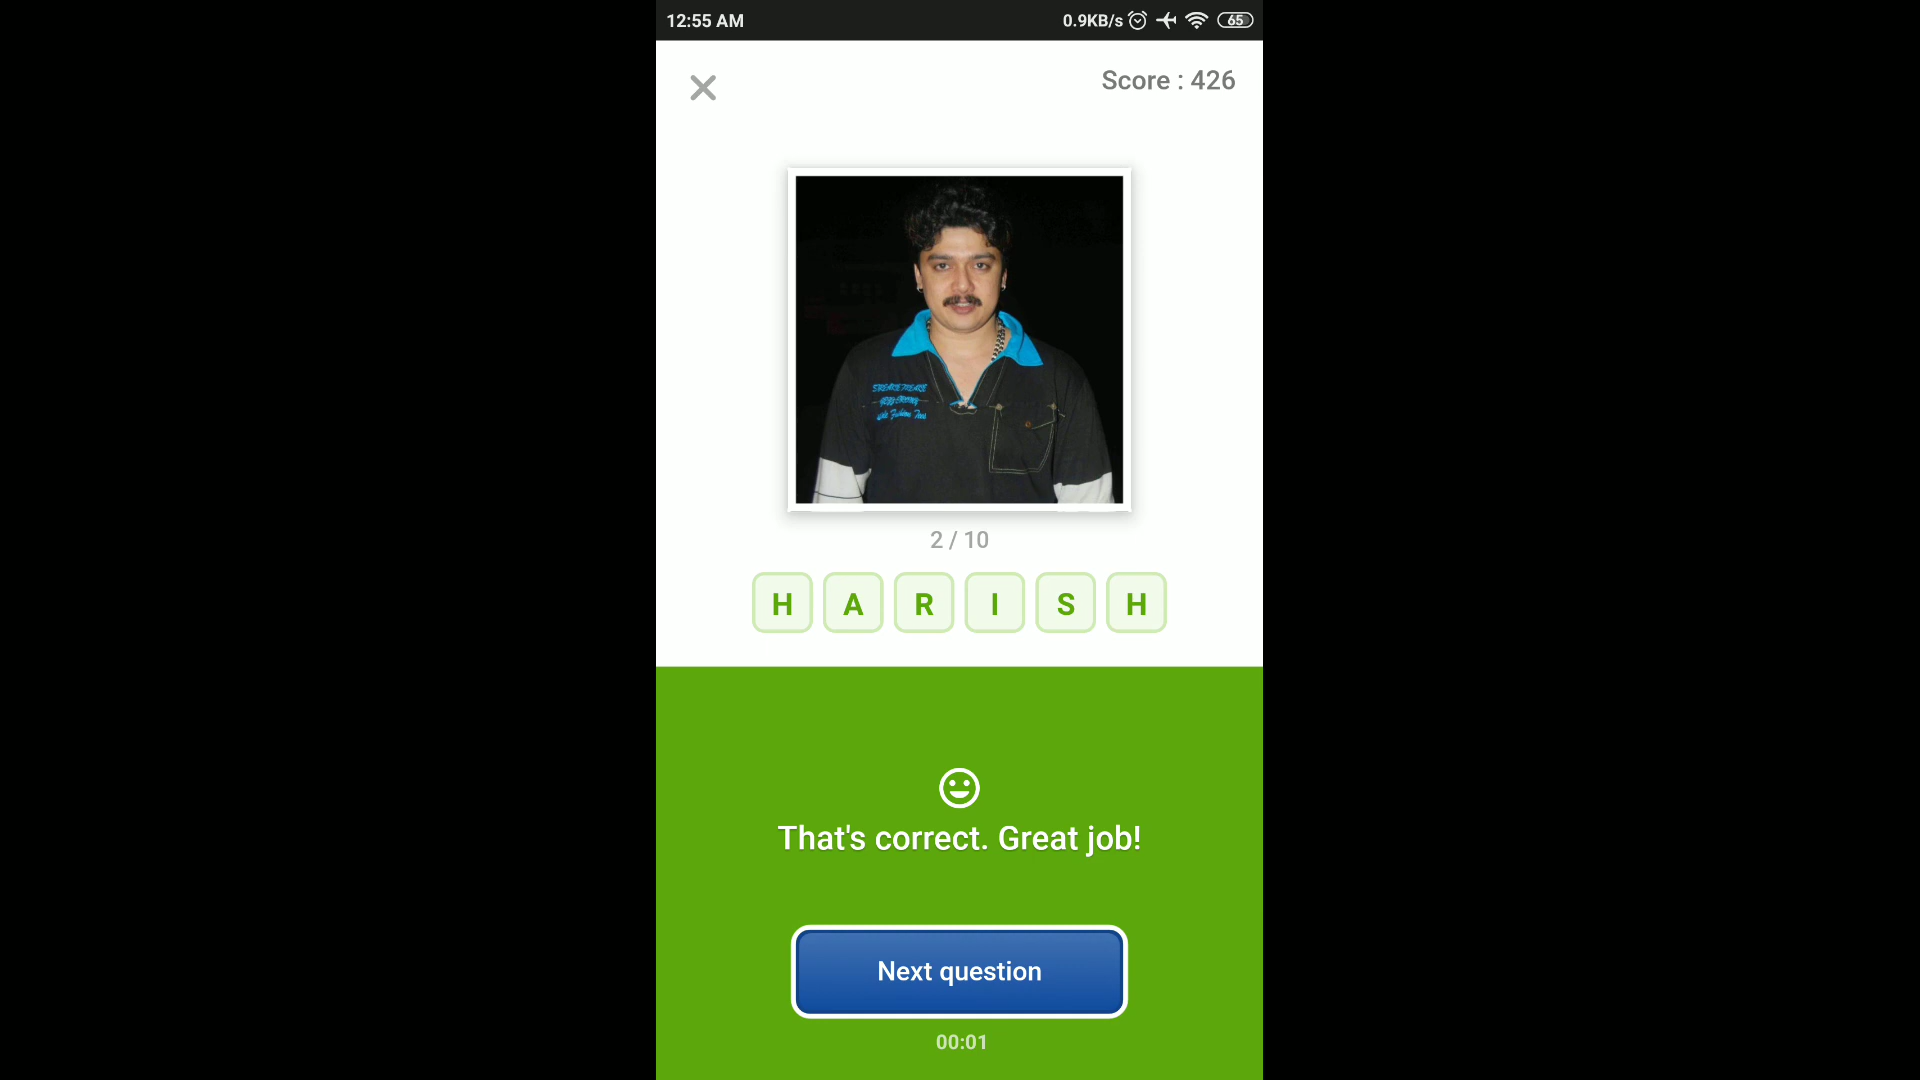 12:55 AM 0.9KB/s 65
Score : 426
2 / 10
H A R I S H
That's correct. Great job!
Next question
00:01